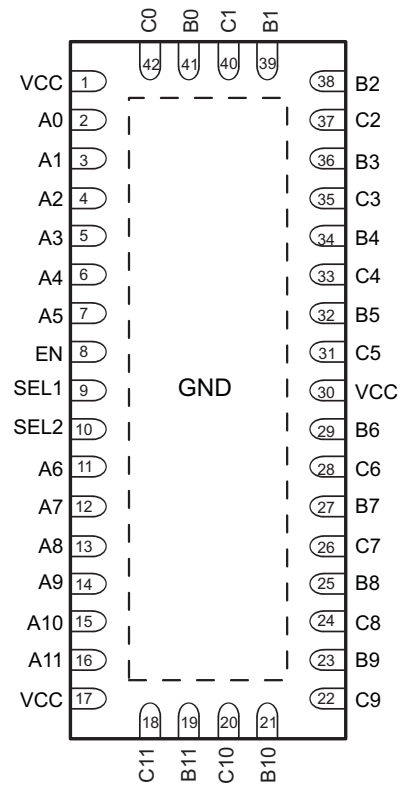 C0 B0 C1 B1
42 41 40 39
VCC 1 38 B2
A0 2 37 C2
A1 3 36 B3
A2 4 35 C3
A3 5 34 B4
A4 6 33 C4
A5 7 32 B5
EN 8 31 C5
SEL1 9 GND 30 VCC
SEL2 10 29 B6
A6 11 28 C6
A7 12 27 B7
A8 13 26 C7
A9 14 25 B8
A10 15 24 C8
A11 16 23 B9
VCC 17 22 C9
18 19 20 21
C11 B11 C10 B10